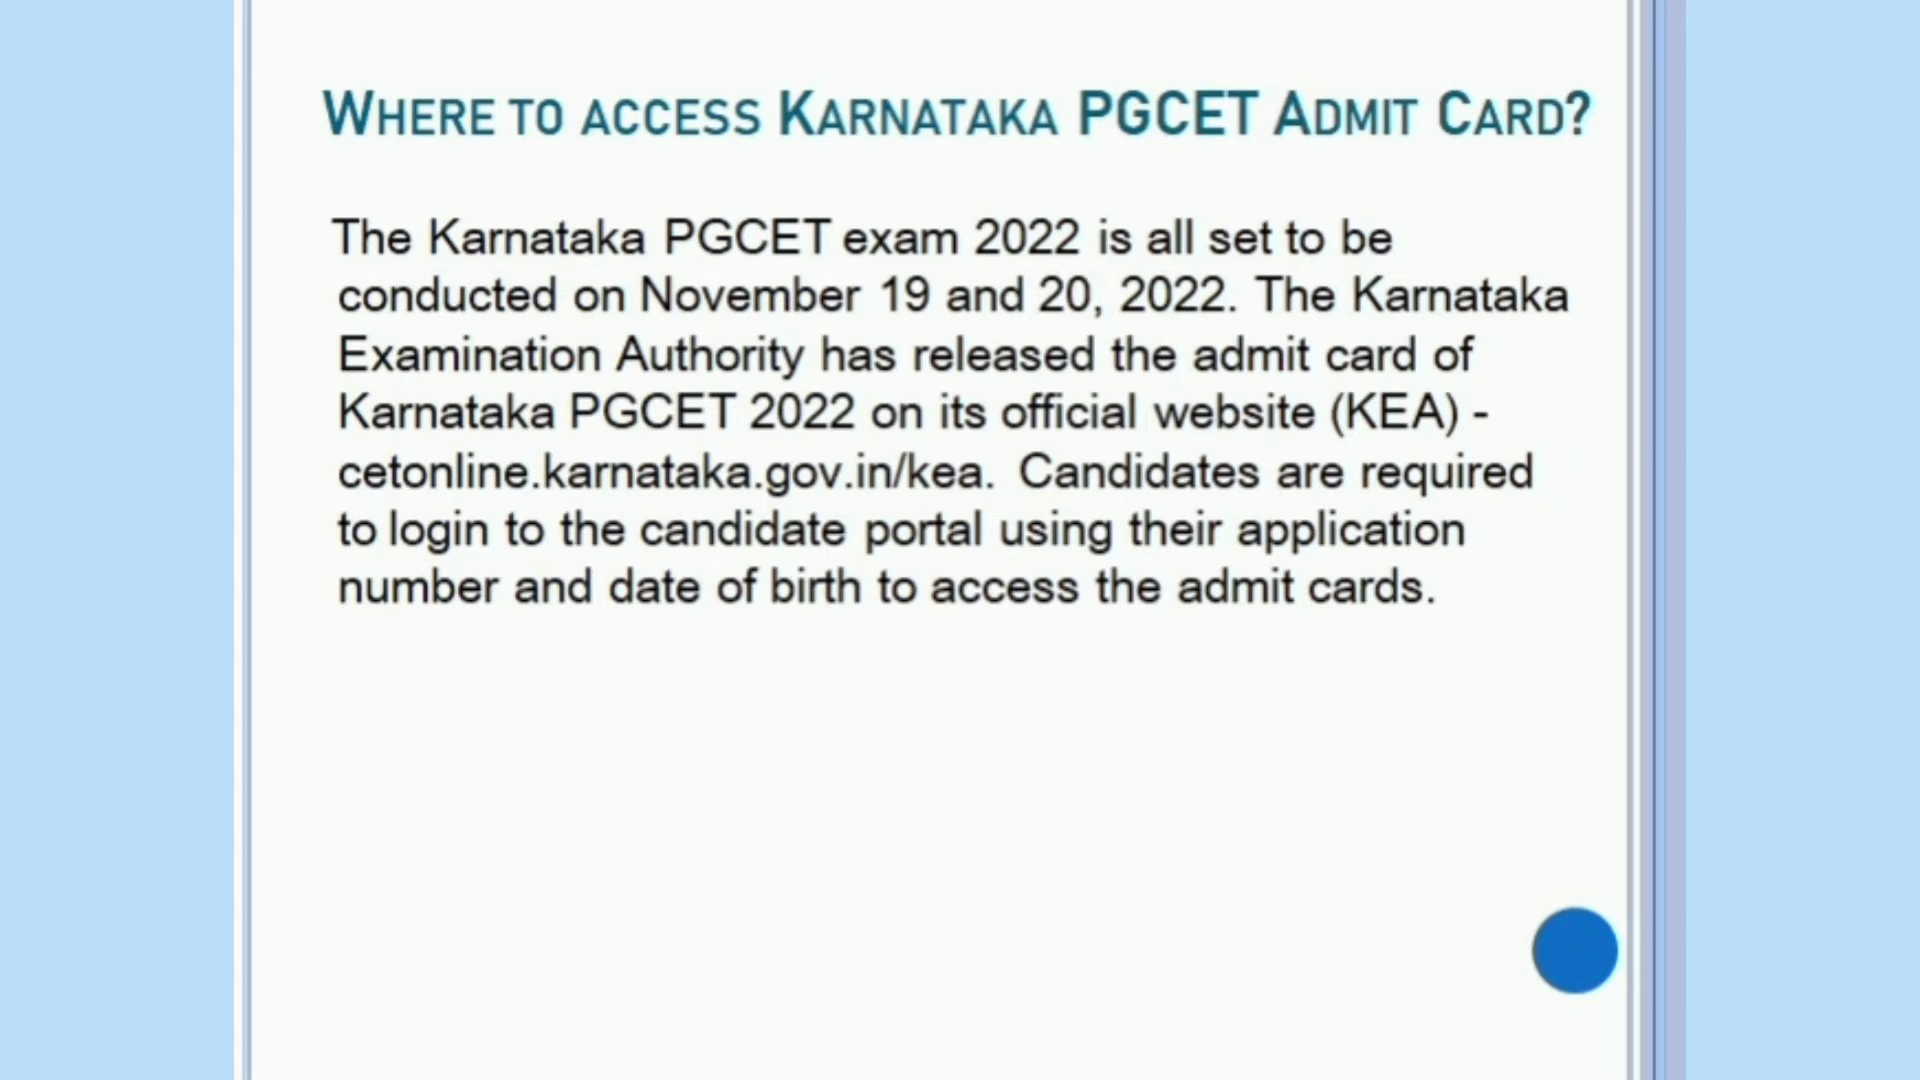 WHERE TO ACCESS KARNATAKA PGCET ADMIT CARD?
The Karnataka PGCET exam 2022 is all set to be
conducted on November 19 and 20, 2022. The Karnataka
Examination Authority has released the admit card of
Karnataka PGCET 2022 on its official website (KEA) -
cetonline.karnataka.gov.in/kea. Candidates are required
to login to the candidate portal using their application
number and date of birth to access the admit cards.